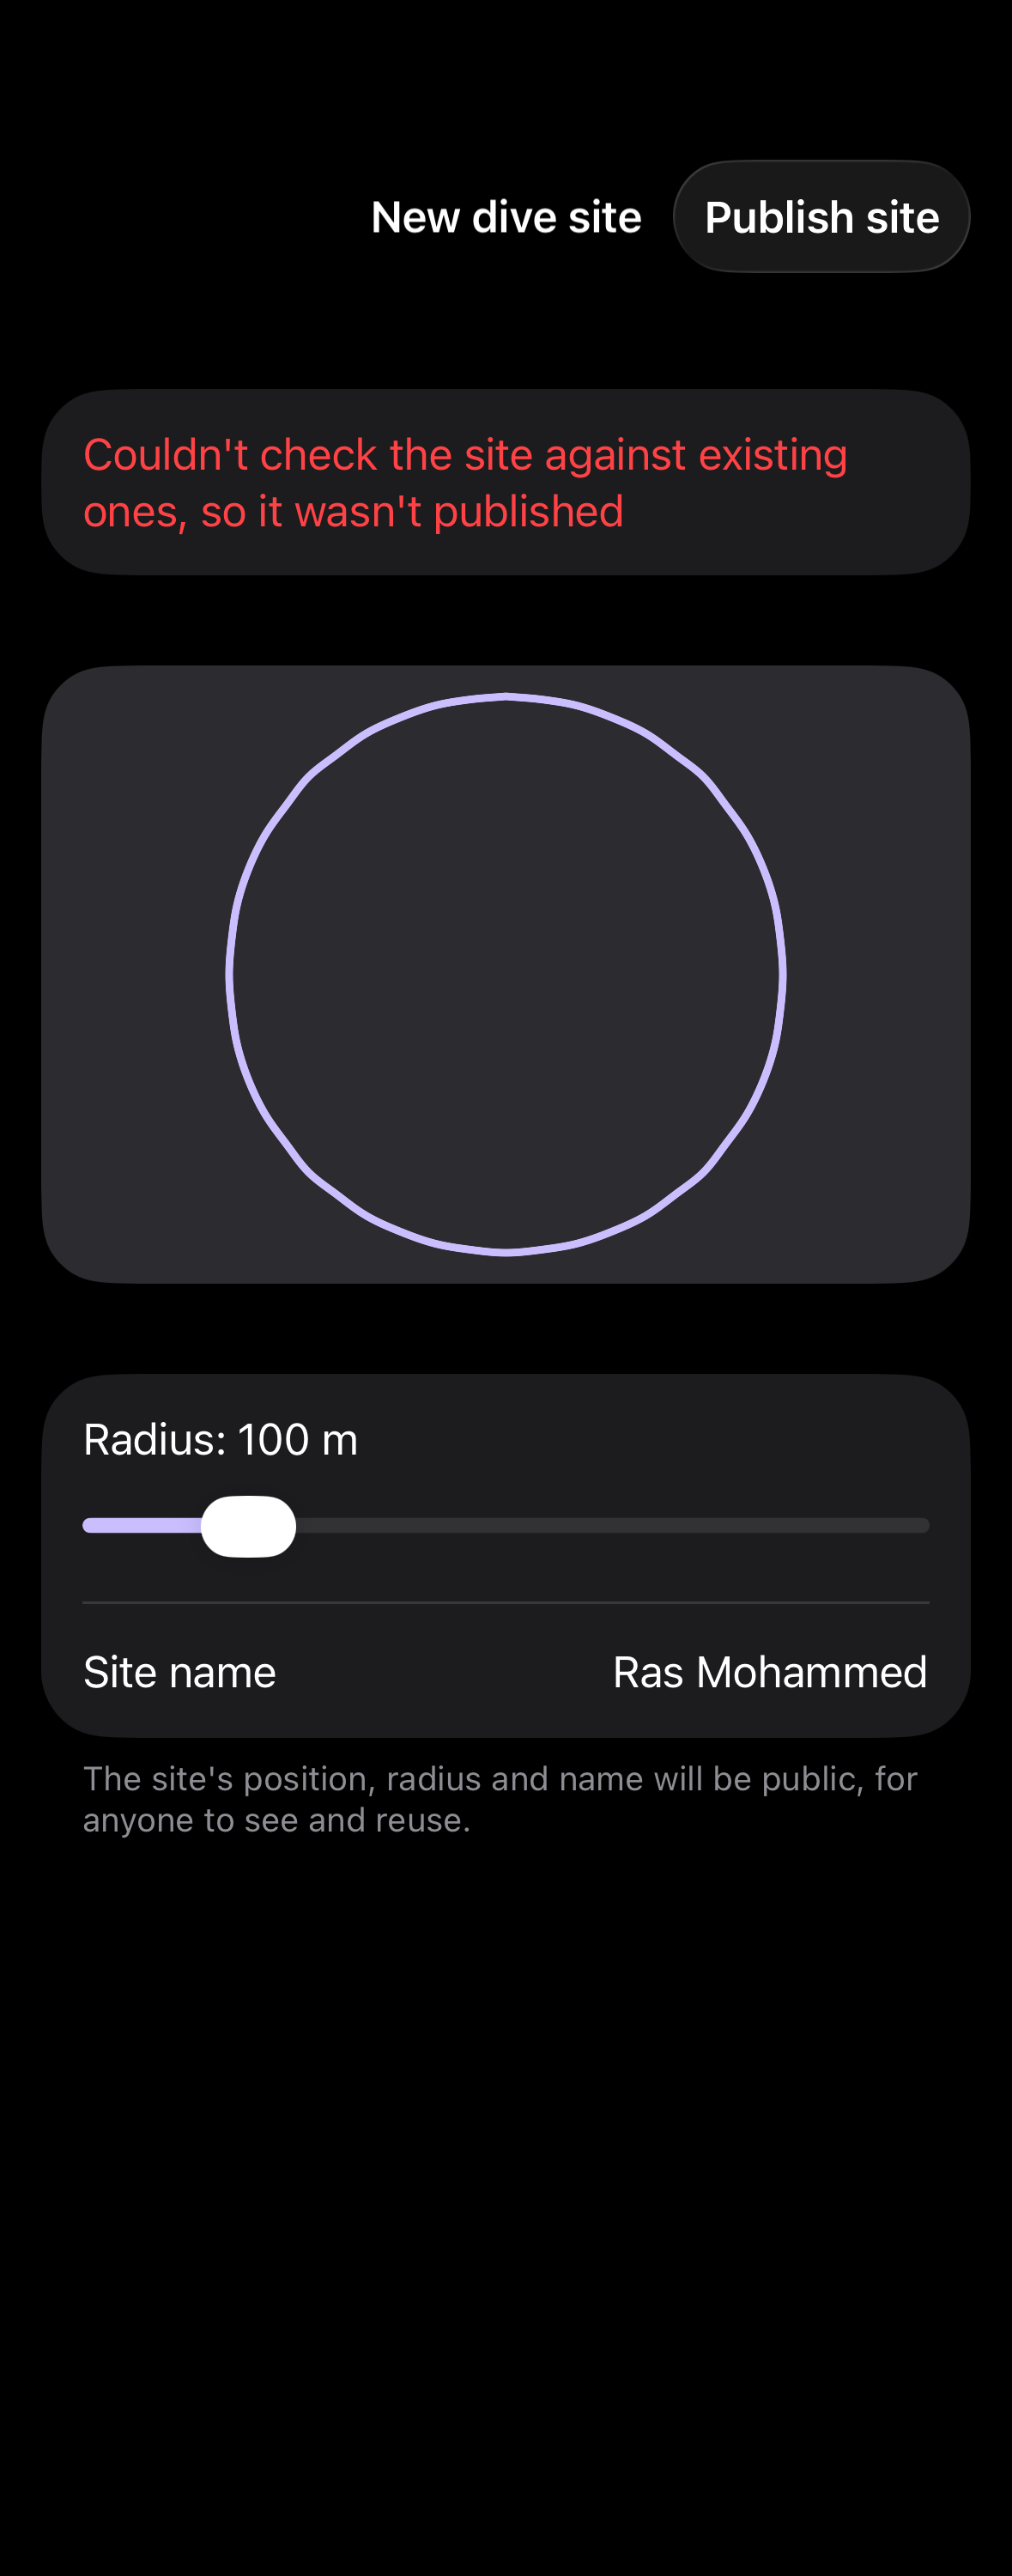 New dive site
Publish site
Couldn't check the site against existing
ones, so it wasn't published
Radius: 100 m
Site name
Ras Mohammed
The site's position, radius and name will be public, for
anyone to see and reuse.